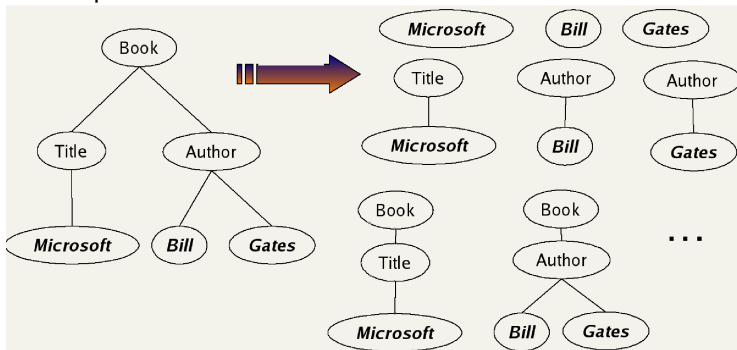 Book
Title Author
Microsoft Bill Gates
Microsoft Bill Gates
Title Author Author
Microsoft Bill Gates
Book Book
Title Author
Microsoft Bill Gates
...